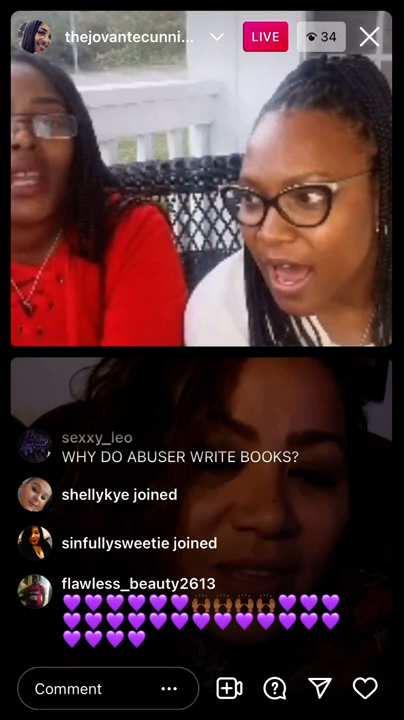 thejovantecunni...
LIVE
34
sexxy_leo
WHY DO ABUSER WRITE BOOKS?
shellykye joined
sinfullysweetie joined
flawless_beauty2613
💜💜💜💜💜💜🙌🏾🙌🏾🙌🏾🙌🏾💜💜💜
💜💜💜💜💜💜💜💜💜💜💜💜💜
💜💜💜💜
Comment